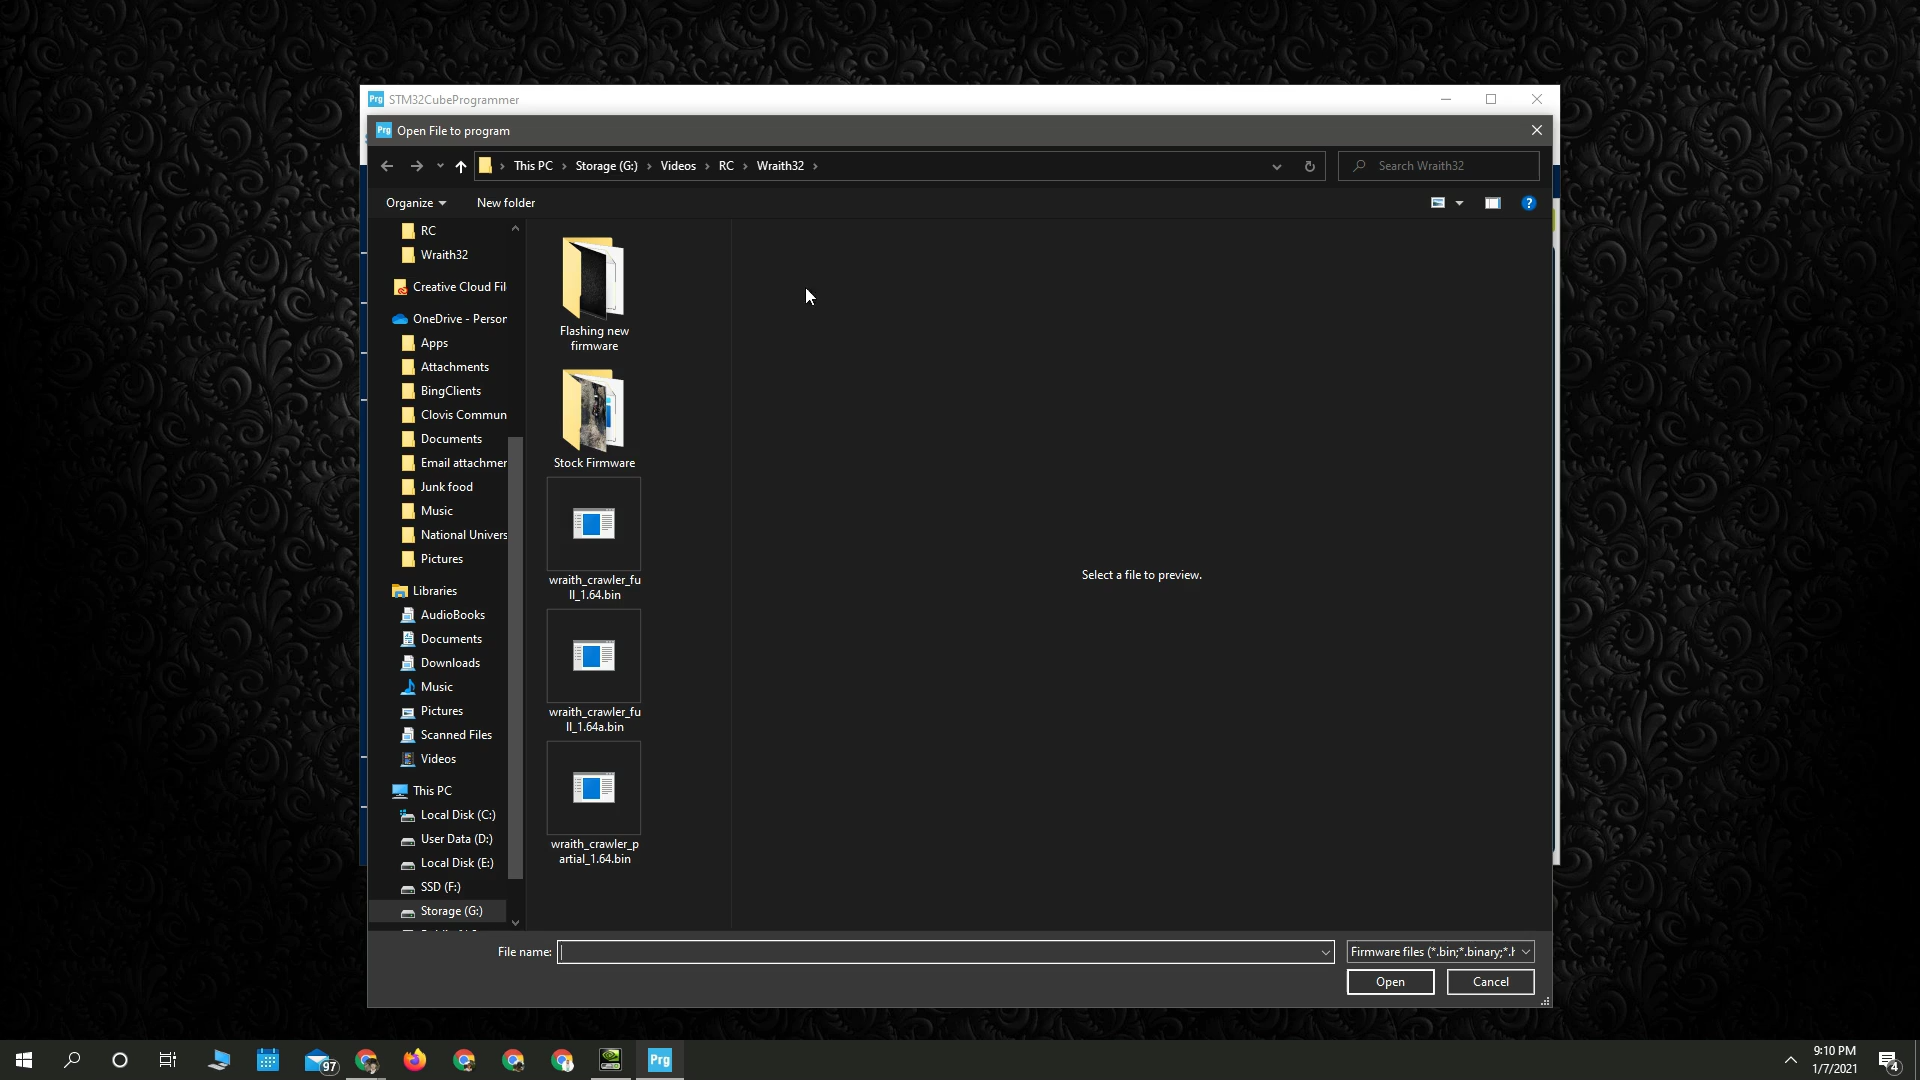 Prg STM32CubeProgrammer
Prg Open File to program
This PC > Storage (G:) > Videos > RC > Wraith32 >
Search Wraith32
Organize
New folder
?
RC
Wraith32
Creative Cloud Fil
OneDrive - Person
Apps
Attachments
BingClients
Clovis Commun
Documents
Email attachmer
Junk food
Music
National Univers
Pictures
Libraries
AudioBooks
Documents
Downloads
Music
Pictures
Scanned Files
Videos
This PC
Local Disk (C:)
User Data (D:)
Local Disk (E:)
SSD (F:)
Storage (G:)
Flashing new
firmware
Stock Firmware
wraith_crawler_fu
ll_1.64.bin
wraith_crawler_fu
ll_1.64a.bin
wraith_crawler_p
artial_1.64.bin
Select a file to preview.
File name:
Firmware files (*.bin;*.binary;*.h
Open
Cancel
97
Prg
9:10 PM
1/7/2021
4